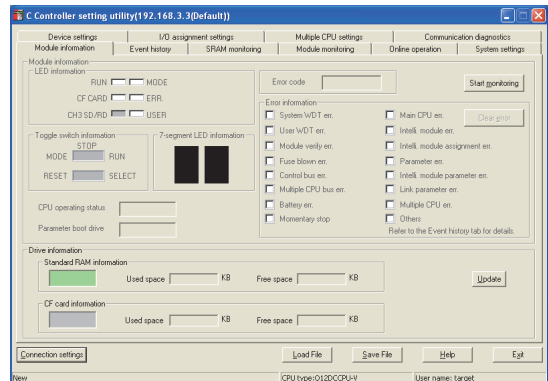 C Controller setting utility(192.168.3.3(Default))
Device settings I/O assignment settings Multiple CPU settings Communication diagnostics
Module information Event history SRAM monitoring Module monitoring Online operation System settings
Module information
LED information
RUN MODE
CF CARD ERR.
CH3 SD/RD USER
Error code
Start monitoring
Error information
System WDT err. Main CPU err. Clear error
User WDT err. Intelli. module err.
Module verify err. Intelli. module assignment err.
Fuse blown err. Parameter err.
Control bus err. Intelli. module parameter err.
Multiple CPU bus err. Link parameter err.
Battery err. Multiple CPU err.
Momentary stop Others
Refer to the Event history tab for details.
Toggle switch information
STOP
MODE RUN
RESET SELECT
7-segment LED information
CPU operating status
Parameter boot drive
Drive information
Standard RAM information
Used space KB Free space KB
Update
CF card information
Used space KB Free space KB
Connection settings Load File Save File Help Exit
New CPU type:Q12DCCPU-V User name: target